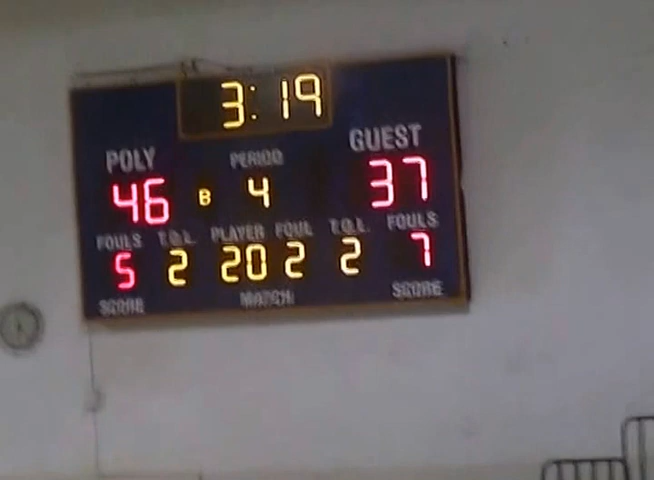 3:19
POLY PERIOD GUEST
46 B 4 37
FOULS T.O.L. PLAYER FOUL T.O.L. FOULS
5 2 20 2 2 7
SCORE MATCH SCORE